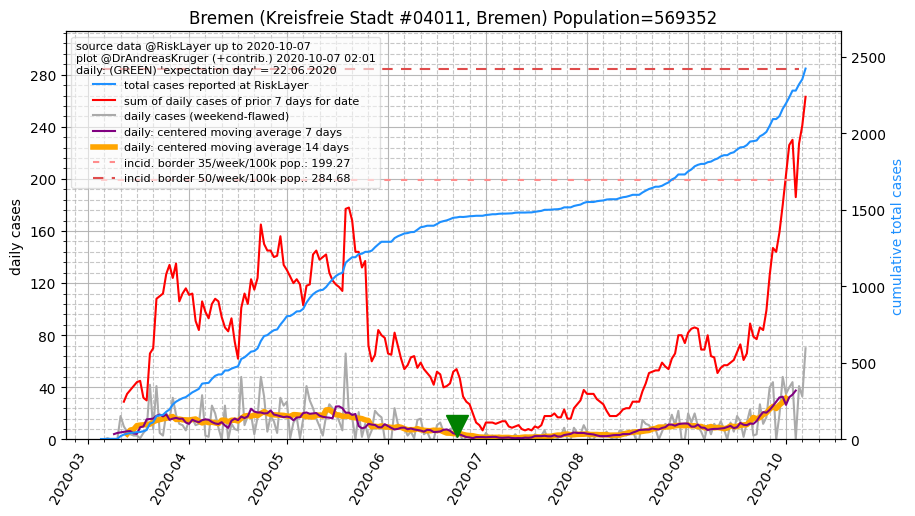 Bremen (Kreisfreie Stadt #04011, Bremen) Population=569352
source data @RiskLayer up to 2020-10-07
plot @DrAndreasKruger (+contrib.) 2020-10-07 02:01
daily: (GREEN) 'expectation day' = 22.06.2020
total cases reported at RiskLayer
sum of daily cases of prior 7 days for date
daily cases (weekend-flawed)
daily: centered moving average 7 days
daily: centered moving average 14 days
incid. border 35/week/100k pop.: 199.27
incid. border 50/week/100k pop.: 284.68
daily cases
280
240
200
160
120
80
40
0
2500
2000
1500
1000
500
0
cumulative total cases
2020-03
2020-04
2020-05
2020-06
2020-07
2020-08
2020-09
2020-10